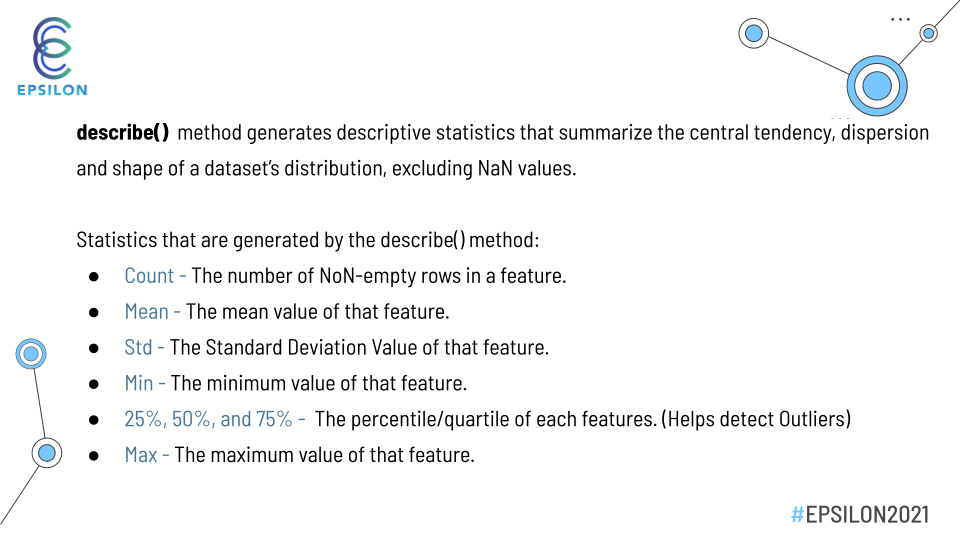 EPSILON
describe() method generates descriptive statistics that summarize the central tendency, dispersion
and shape of a dataset’s distribution, excluding NaN values.
Statistics that are generated by the describe() method:
● Count - The number of NoN-empty rows in a feature.
● Mean - The mean value of that feature.
● Std - The Standard Deviation Value of that feature.
● Min - The minimum value of that feature.
● 25%, 50%, and 75% - The percentile/quartile of each features. (Helps detect Outliers)
● Max - The maximum value of that feature.
#EPSILON2021